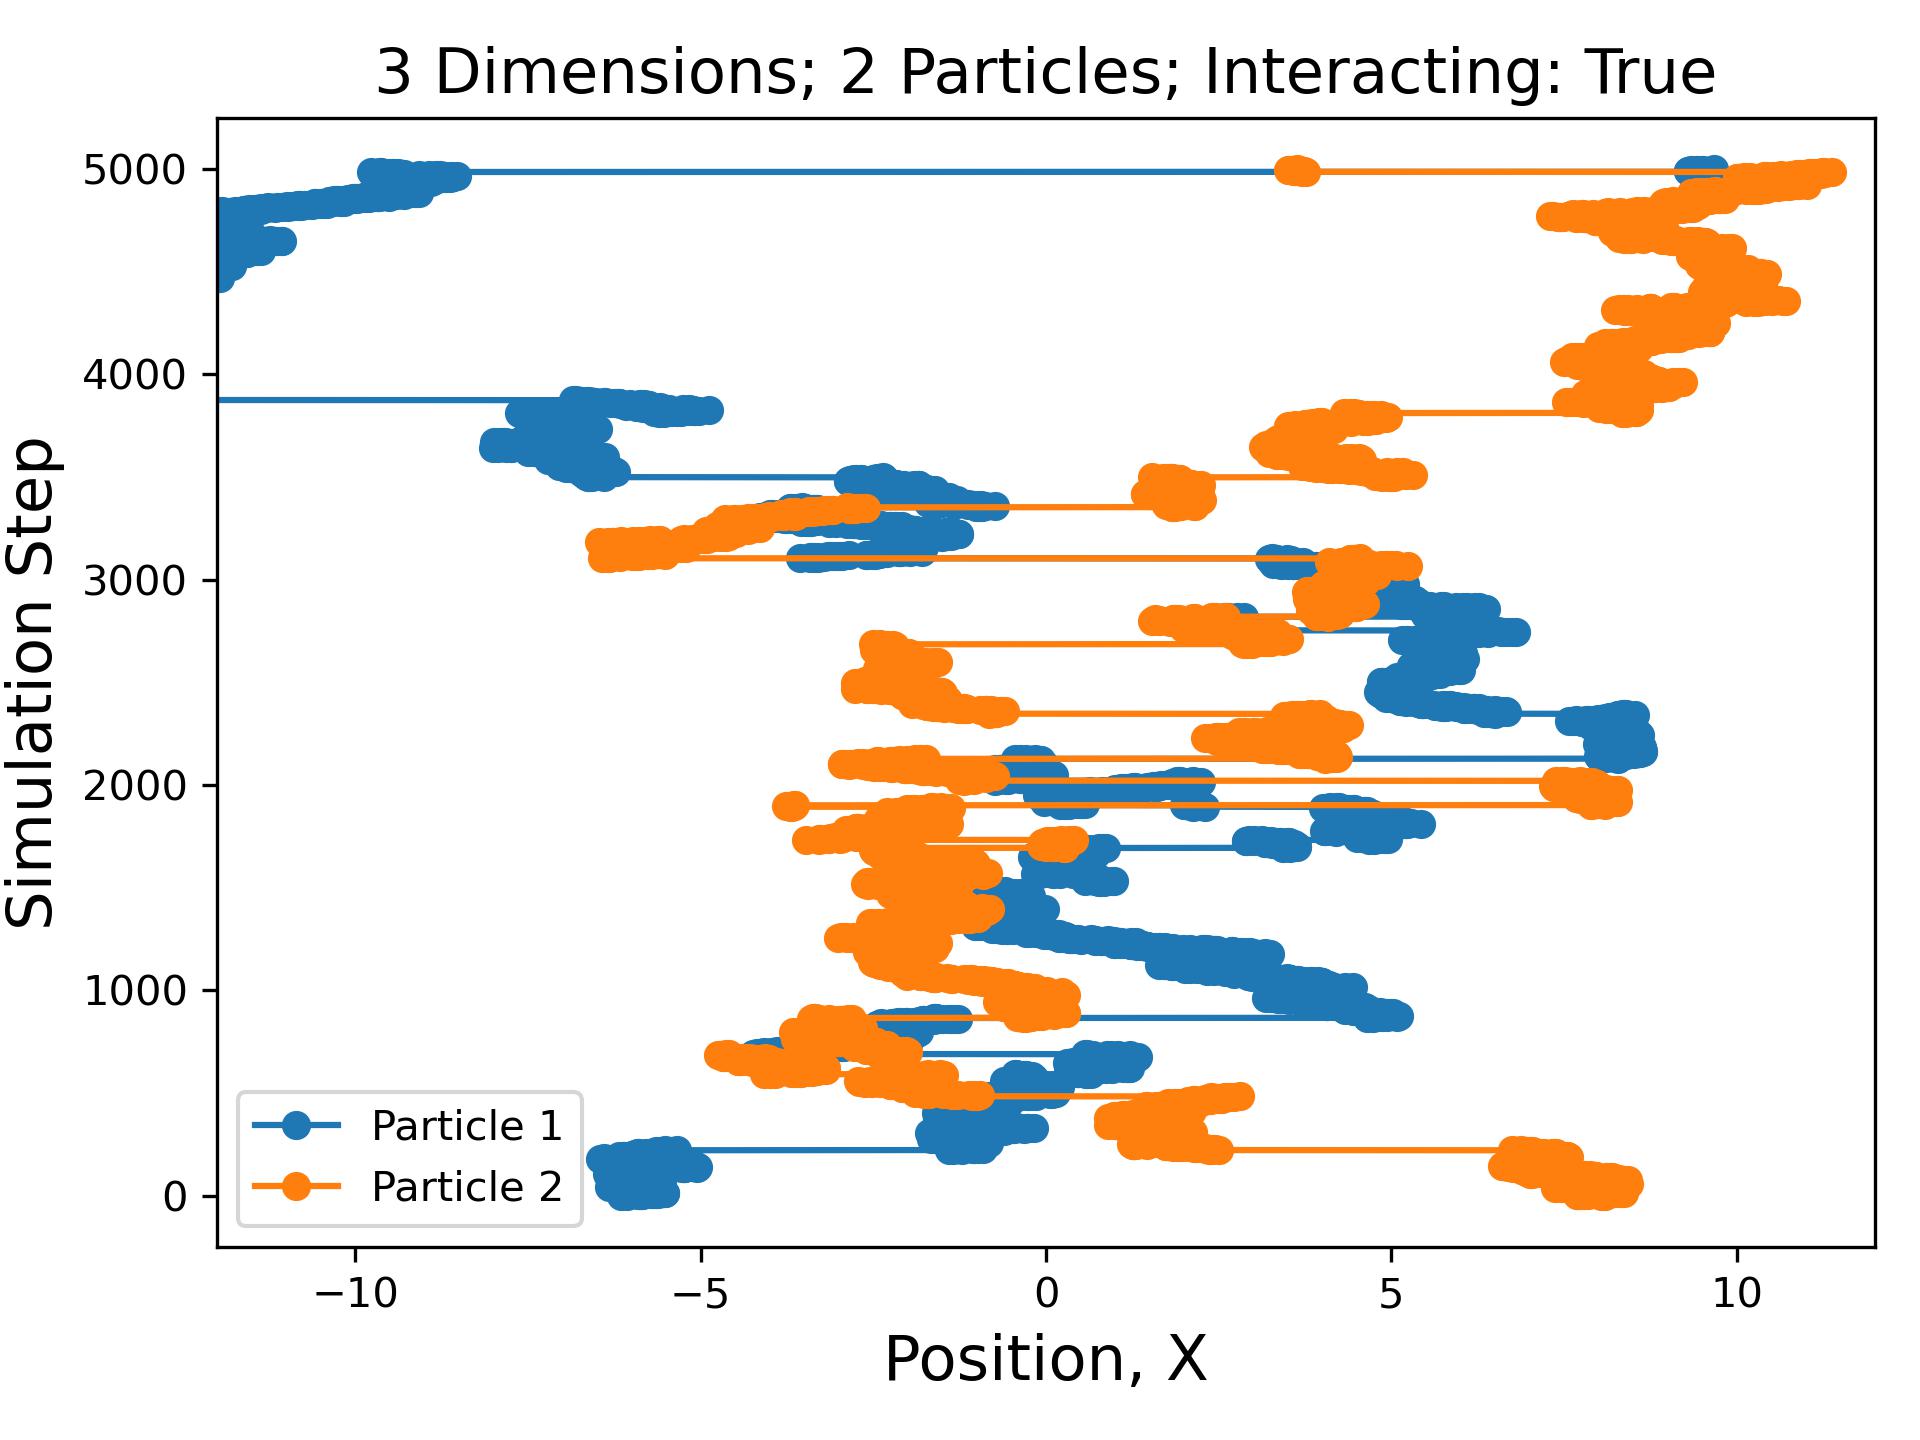 3 Dimensions; 2 Particles; Interacting: True
Simulation Step
5000
4000
3000
2000
1000
0
Particle 1
Particle 2
−10
−5
0
5
10
Position, X